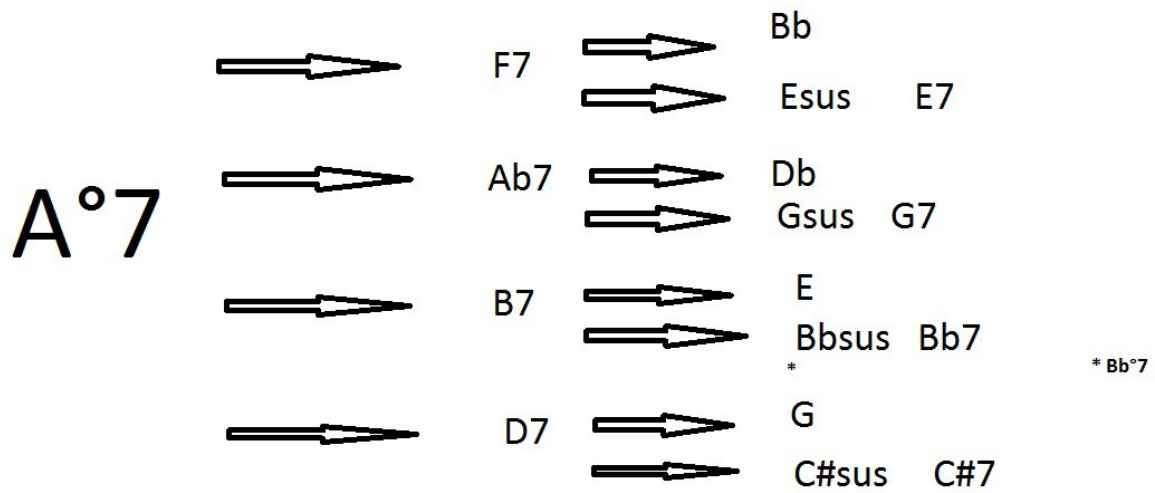 Bb
F7
Esus E7
A°7
Ab7 Db
Gsus G7
B7 E
Bbsus Bb7
* * Bb°7
D7 G
C#sus C#7